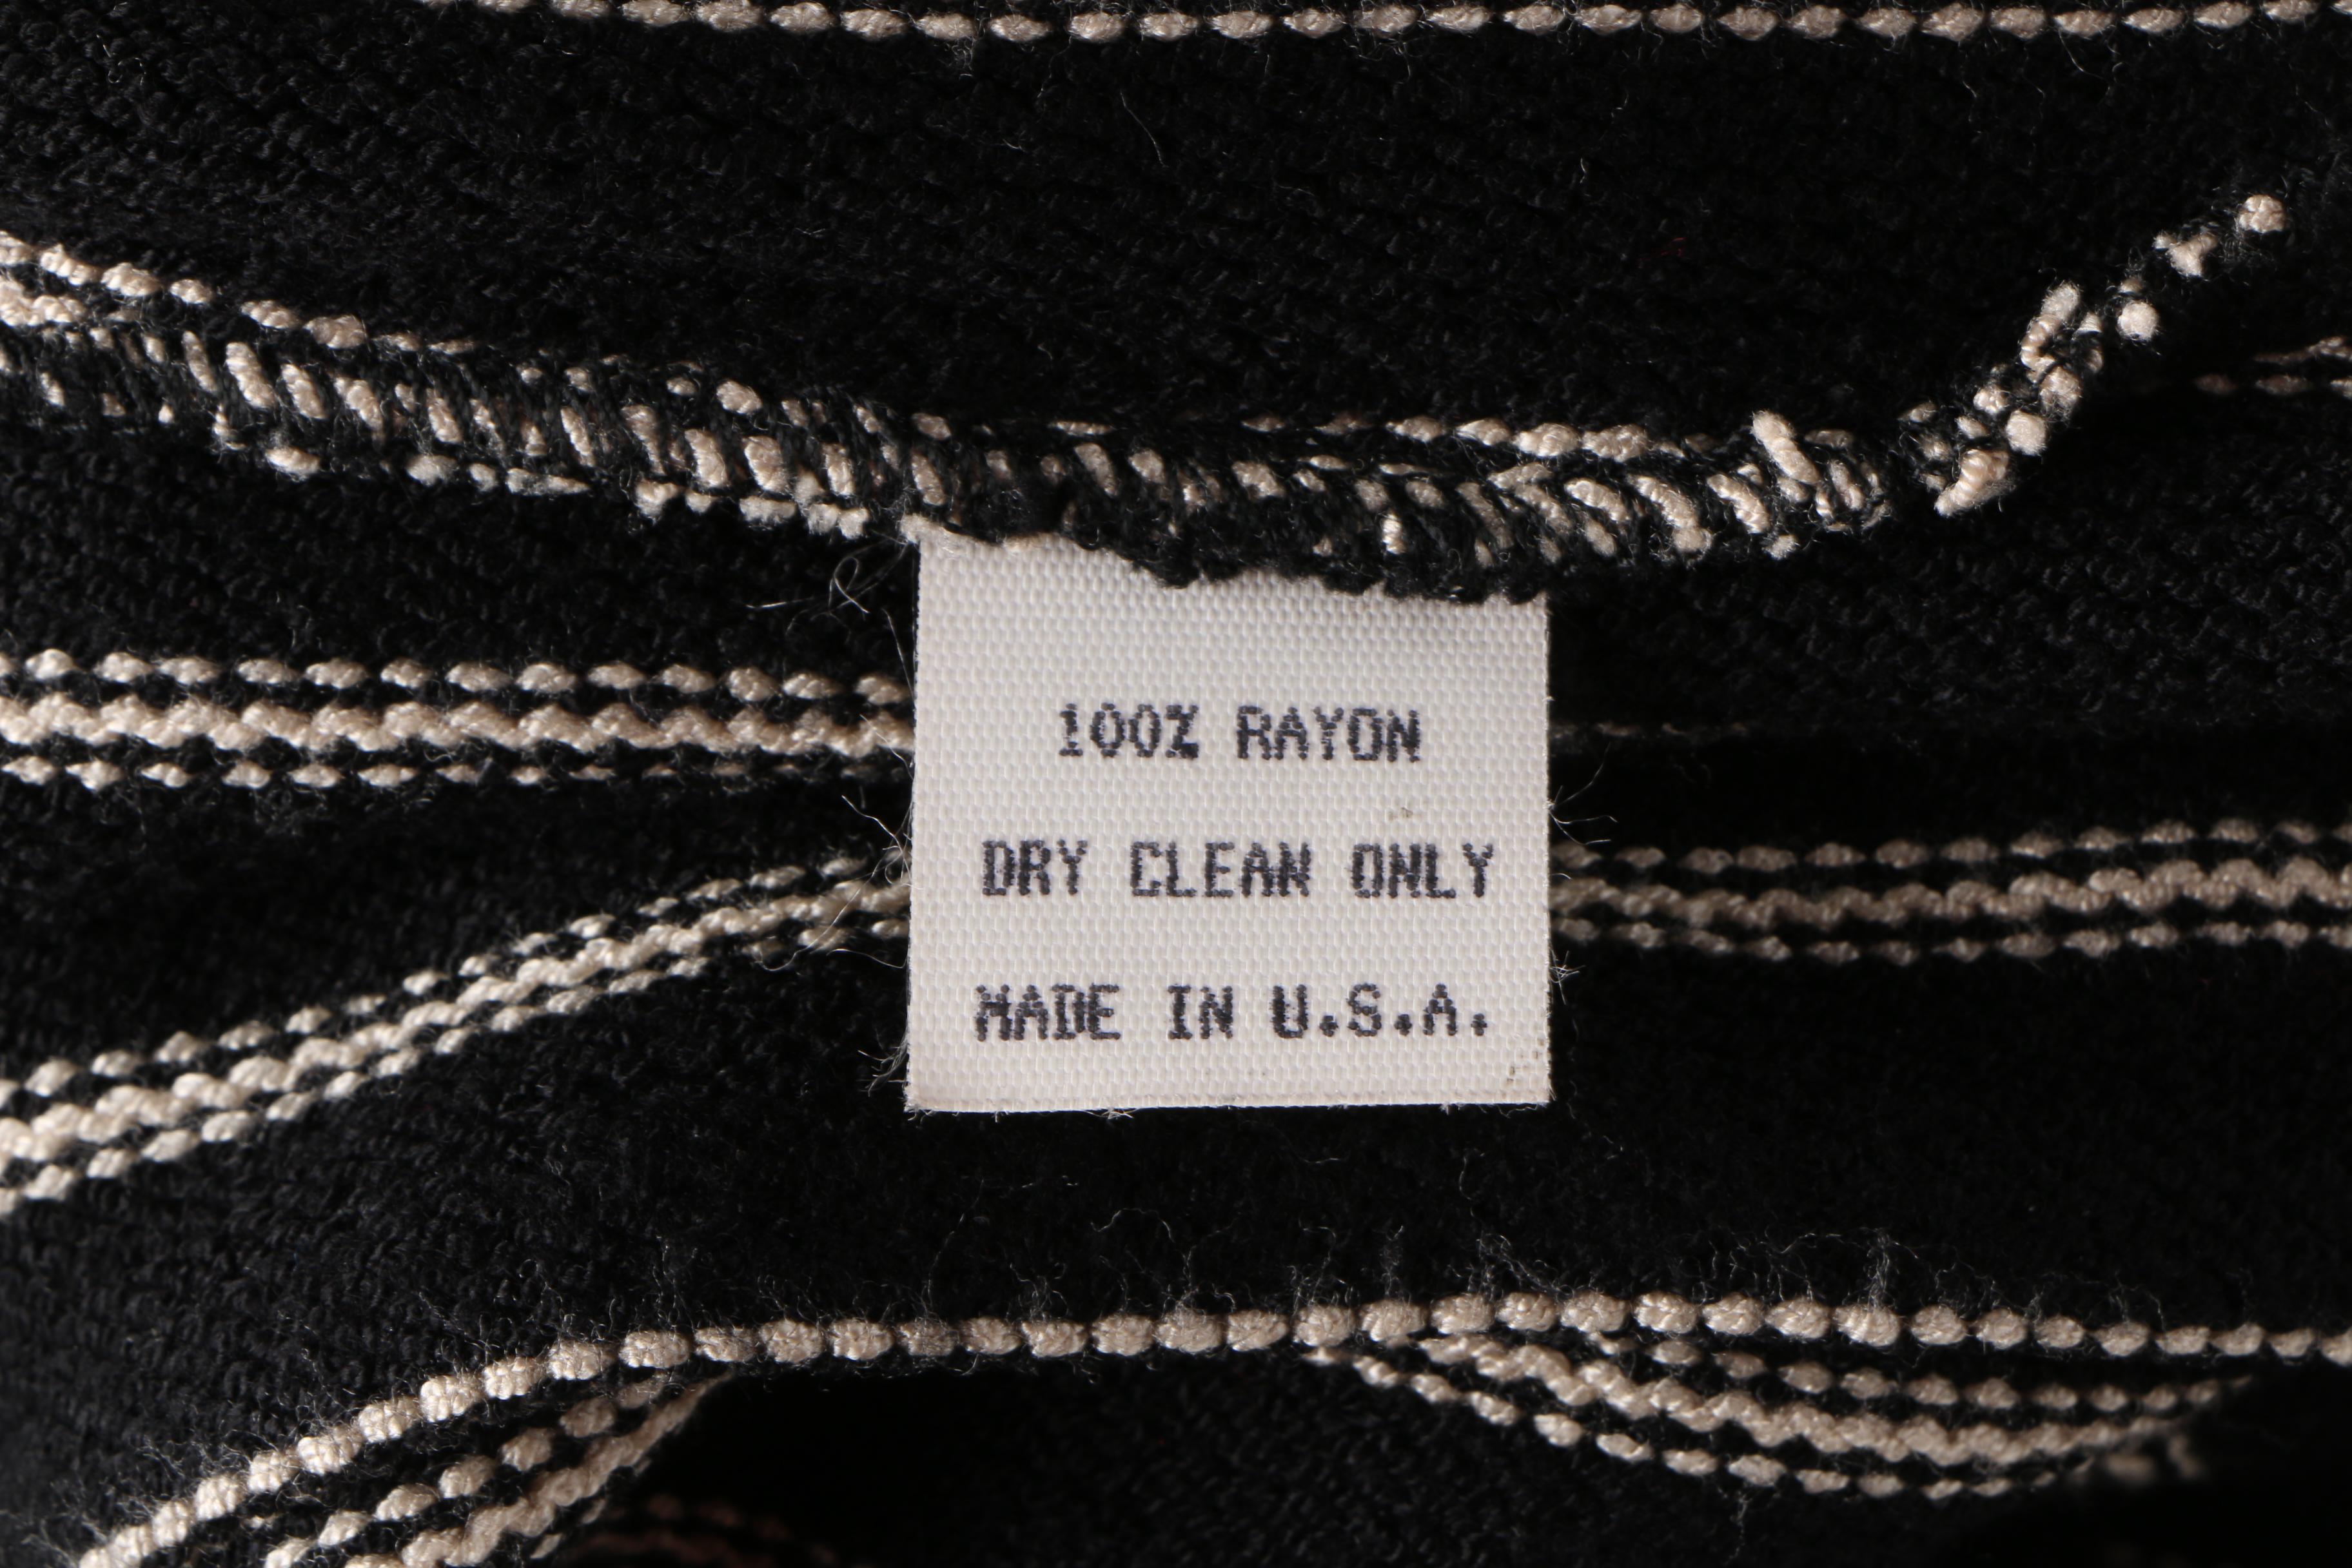 100% RAYON
DRY CLEAN ONLY
MADE IN U.S.A.